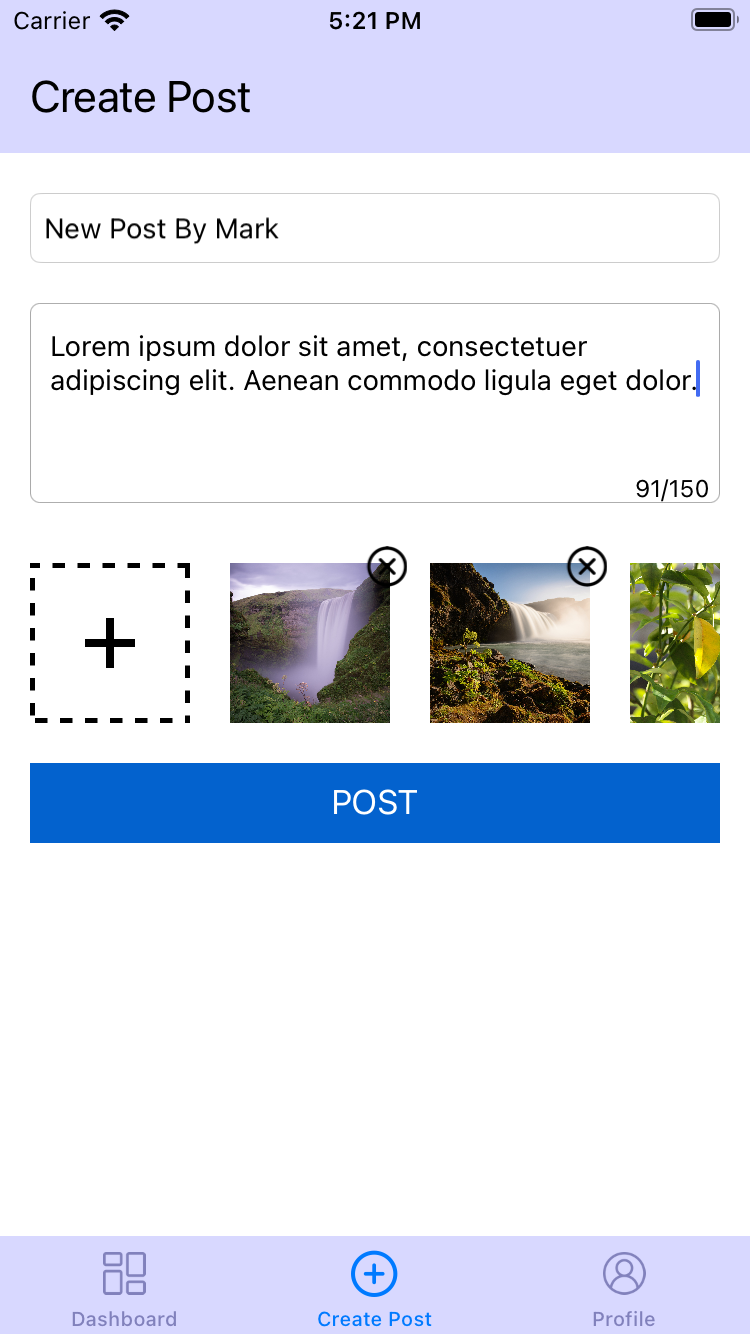 Carrier 5:21 PM
Create Post
New Post By Mark
Lorem ipsum dolor sit amet, consectetuer
adipiscing elit. Aenean commodo ligula eget dolor.
91/150
POST
Dashboard Create Post Profile